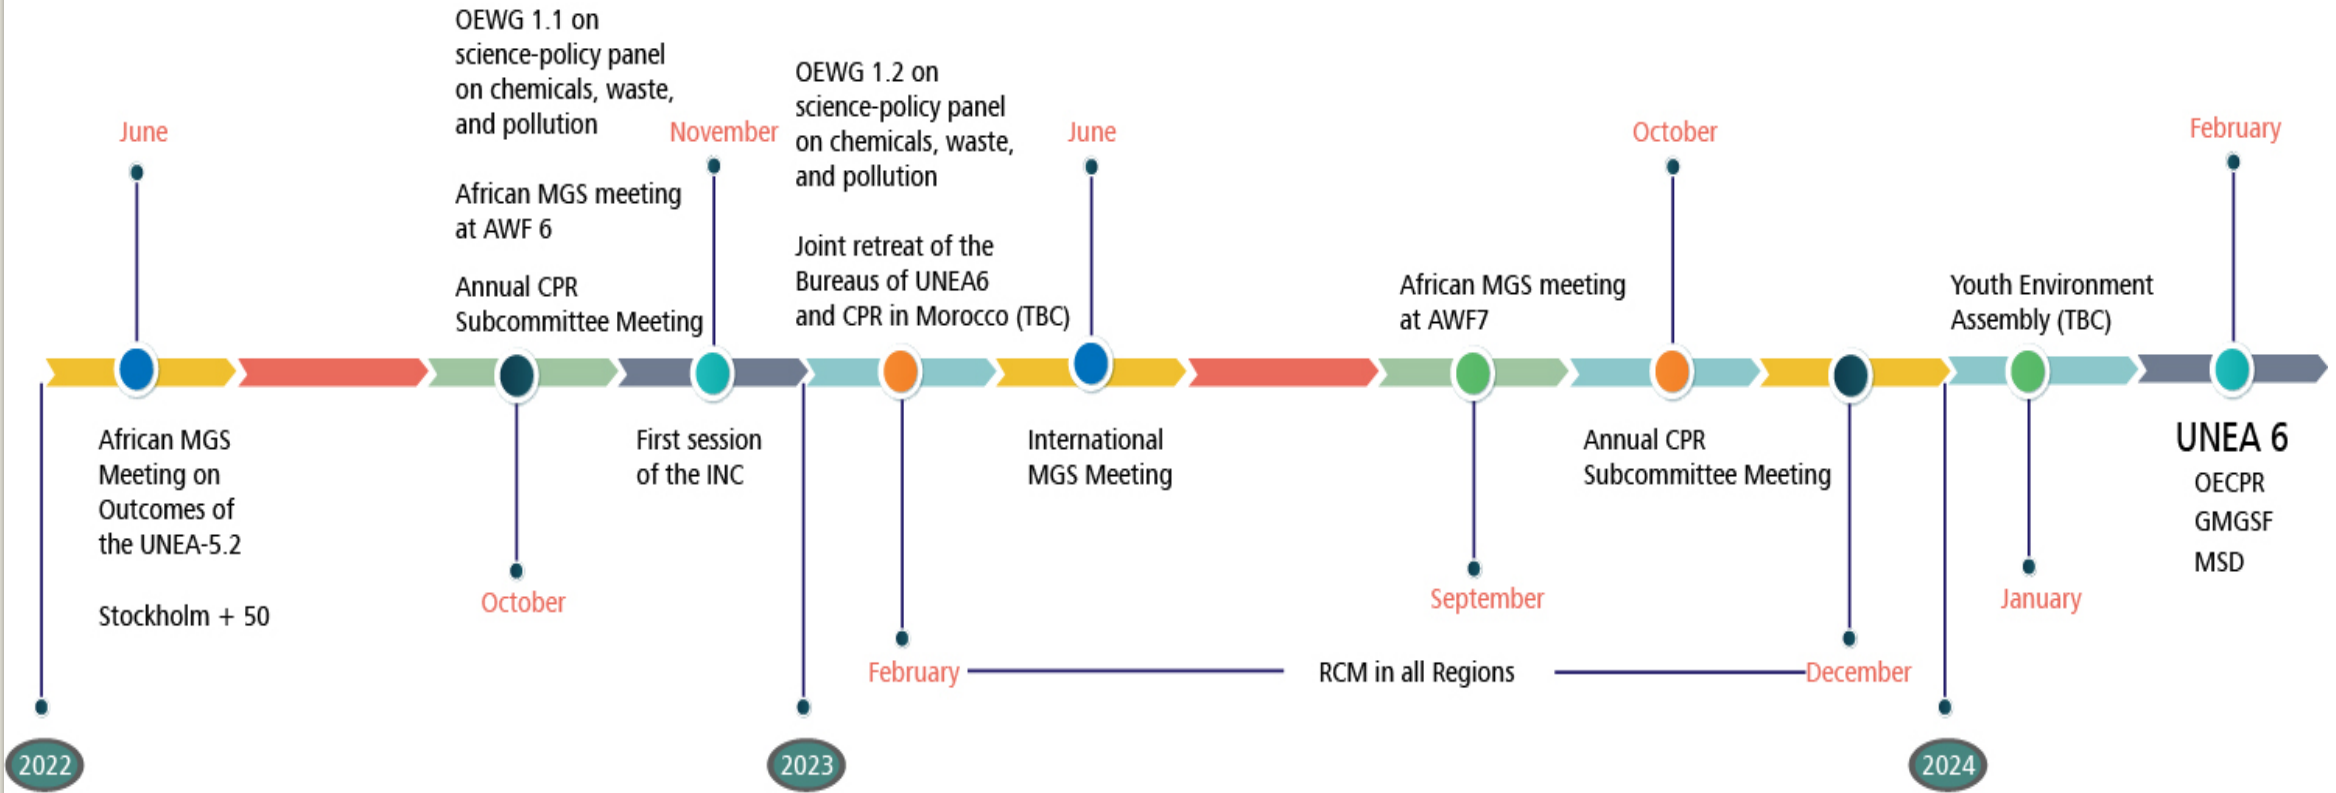 June
African MGS
Meeting on
Outcomes of
the UNEA-5.2
Stockholm + 50
2022
OEWG 1.1 on
science-policy panel
on chemicals, waste,
and pollution
African MGS meeting
at AWF 6
Annual CPR
Subcommittee Meeting
October
November
First session
of the INC
2023
OEWG 1.2 on
science-policy panel
on chemicals, waste,
and pollution
Joint retreat of the
Bureaus of UNEA6
and CPR in Morocco (TBC)
February
RCM in all Regions
December
June
International
MGS Meeting
African MGS meeting
at AWF7
September
October
Annual CPR
Subcommittee Meeting
2024
Youth Environment
Assembly (TBC)
January
February
UNEA 6
OECPR
GMGSF
MSD